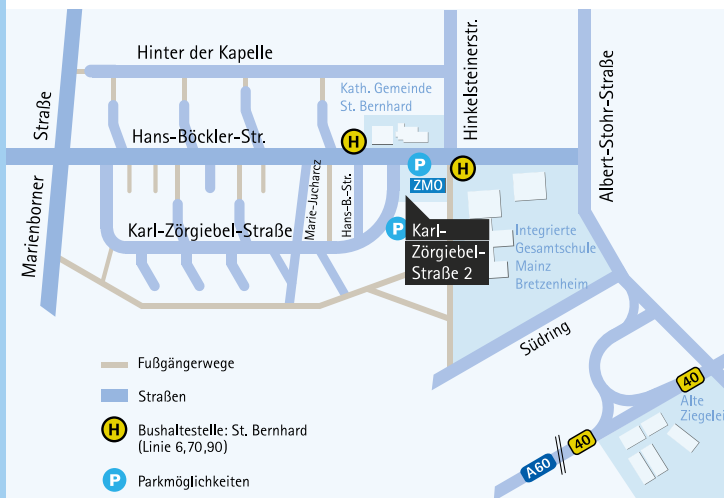 Hinter der Kapelle
Kath. Gemeinde
St. Bernhard
Hinkelsteinerstr.
Albert-Stohr-Straße
Marienborner Straße
Hans-Böckler-Str.
H
P
H
ZMO
Marie-Jucharcz
Hans-B.-Str.
Karl-Zörgiebel-Straße
P
Karl-
Zörgiebel-
Straße 2
Integrierte
Gesamtschule
Mainz
Bretzenheim
Südring
Fußgängerwege
Straßen
H
Bushaltestelle: St. Bernhard
(Linie 6,70,90)
P
Parkmöglichkeiten
40
Alte
Ziegelei
40
A60